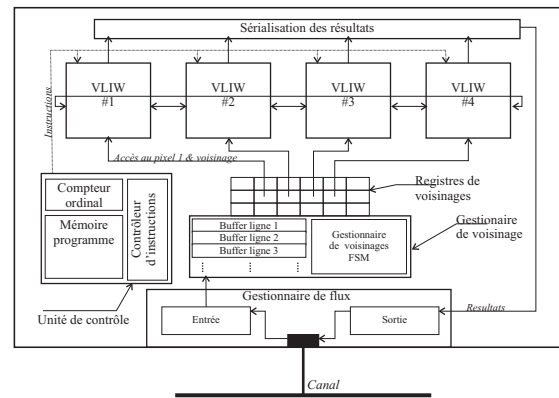 Sérialisation des résultats
Instructions
VLIW
#1
VLIW
#2
VLIW
#3
VLIW
#4
Accès au pixel 1 & voisinage
Compteur
ordinal
Mémoire
programme
Contrôleur
d'instructions
Registres de
voisinages
Buffer ligne 1
Buffer ligne 2
Buffer ligne 3
Gestionnaire
de voisinages
FSM
Gestionaire
de voisinage
Unité de contrôle
Gestionnaire de flux
Entrée
Sortie
Resultats
Canal